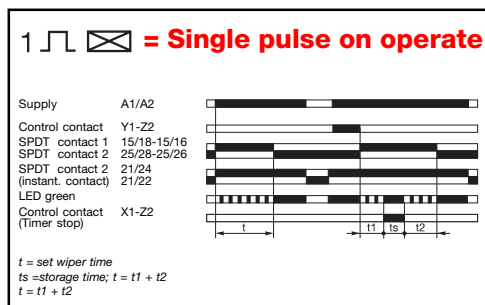 1 = Single pulse on operate
Supply A1/A2
Control contact Y1-Z2
SPDT contact 1 15/18-15/16
SPDT contact 2 25/28-25/26
SPDT contact 2 21/24
(instant. contact) 21/22
LED green
Control contact X1-Z2
(Timer stop)
t t1 ts t2
t = set wiper time
ts =storage time; t = t1 + t2
t = t1 + t2